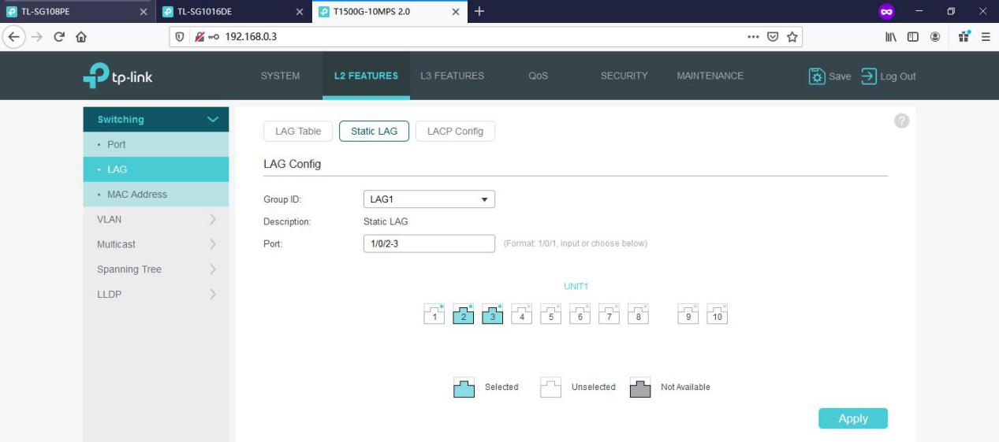 TL-SG108PE
TL-SG1016DE
T1500G-10MPS 2.0
192.168.0.3
tp-link
SYSTEM
L2 FEATURES
L3 FEATURES
QoS
SECURITY
MAINTENANCE
Save
Log Out
Switching
Port
LAG
MAC Address
VLAN
Multicast
Spanning Tree
LLDP
LAG Table
Static LAG
LACP Config
LAG Config
Group ID: LAG1
Description: Static LAG
Port: 1/0/2-3 (Format: 1/0/1, input or choose below)
UNIT1
1 2 3 4 5 6 7 8 9 10
Selected Unselected Not Available
Apply